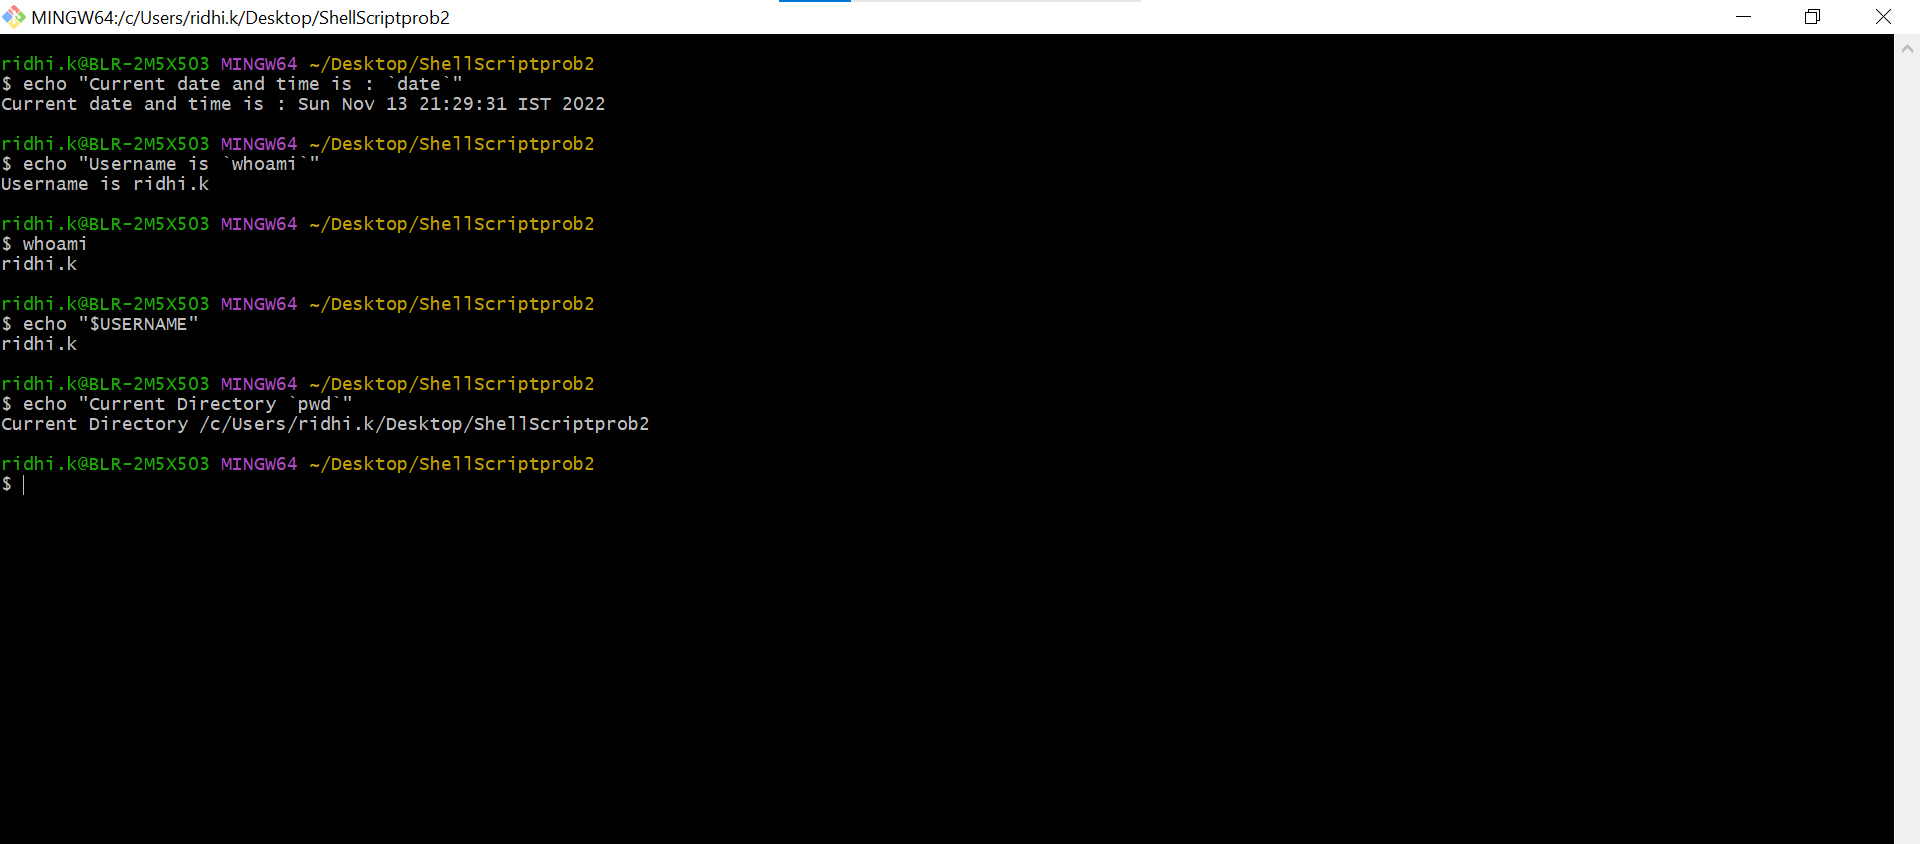 MINGW64:/c/Users/ridhi.k/Desktop/ShellScriptprob2
ridhi.k@BLR-2M5X503 MINGW64 ~/Desktop/ShellScriptprob2
$ echo "Current date and time is : `date`"
Current date and time is : Sun Nov 13 21:29:31 IST 2022
ridhi.k@BLR-2M5X503 MINGW64 ~/Desktop/ShellScriptprob2
$ echo "Username is `whoami`"
Username is ridhi.k
ridhi.k@BLR-2M5X503 MINGW64 ~/Desktop/ShellScriptprob2
$ whoami
ridhi.k
ridhi.k@BLR-2M5X503 MINGW64 ~/Desktop/ShellScriptprob2
$ echo "$USERNAME"
ridhi.k
ridhi.k@BLR-2M5X503 MINGW64 ~/Desktop/ShellScriptprob2
$ echo "Current Directory `pwd`"
Current Directory /c/Users/ridhi.k/Desktop/ShellScriptprob2
ridhi.k@BLR-2M5X503 MINGW64 ~/Desktop/ShellScriptprob2
$